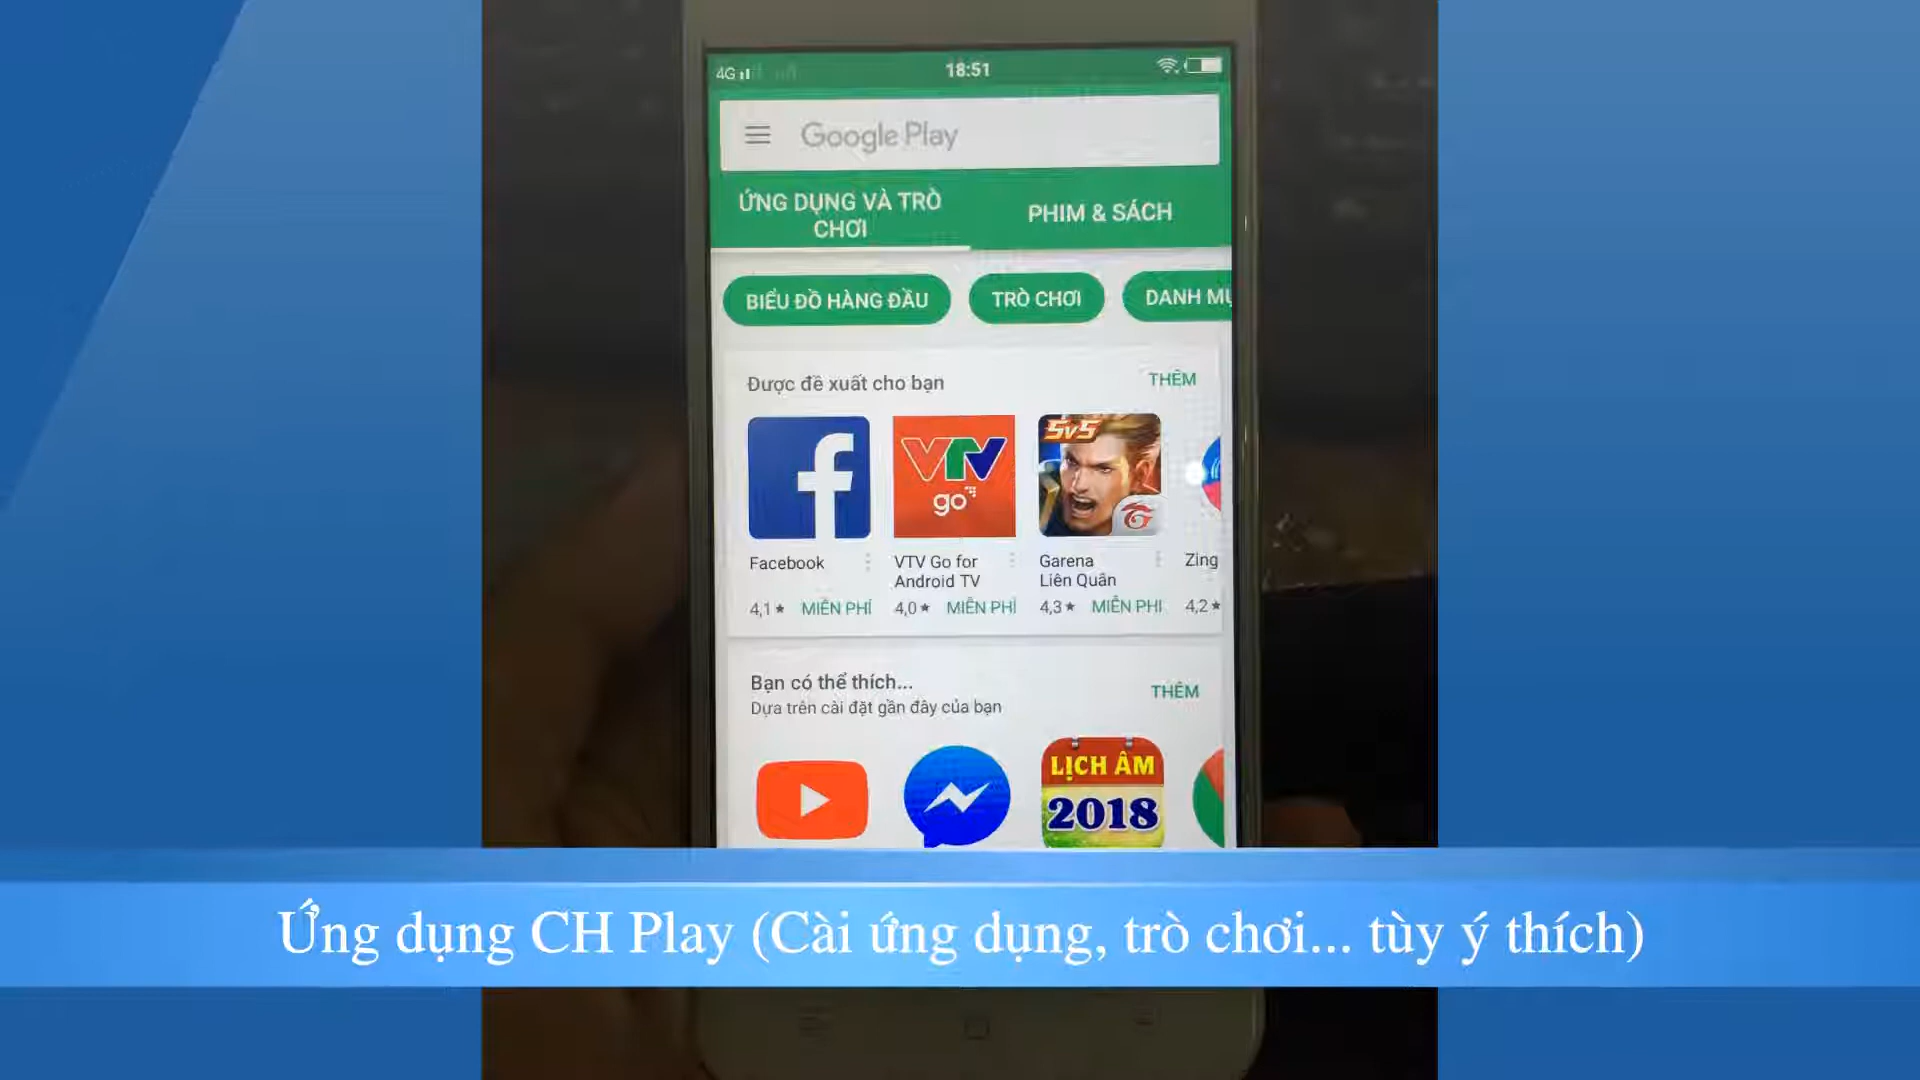 4G
18:51
Google Play
ỨNG DỤNG VÀ TRÒ
CHƠI
PHIM & SÁCH
BIỂU ĐỒ HÀNG ĐẦU
TRÒ CHƠI
DANH MỤ
Được đề xuất cho bạn
THÊM
5v5
VTV
go
Facebook
VTV Go for
Android TV
Garena
Liên Quân
Zing
4,1★ MIỄN PHÍ
4,0★ MIỄN PHÍ
4,3★ MIỄN PHÍ
4,2★
Bạn có thể thích...
Dựa trên cài đặt gần đây của bạn
THÊM
LỊCH ÂM
2018
Ứng dụng CH Play (Cài ứng dụng, trò chơi... tùy ý thích)